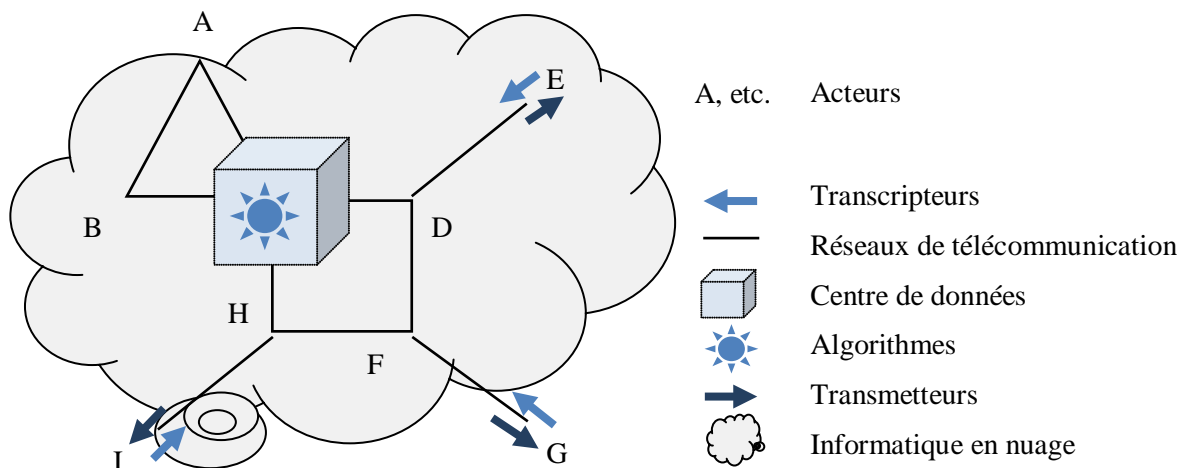 A
E
B
D
H
F
I
G
A, etc. Acteurs
Transcripteurs
Réseaux de télécommunication
Centre de données
Algorithmes
Transmetteurs
Informatique en nuage